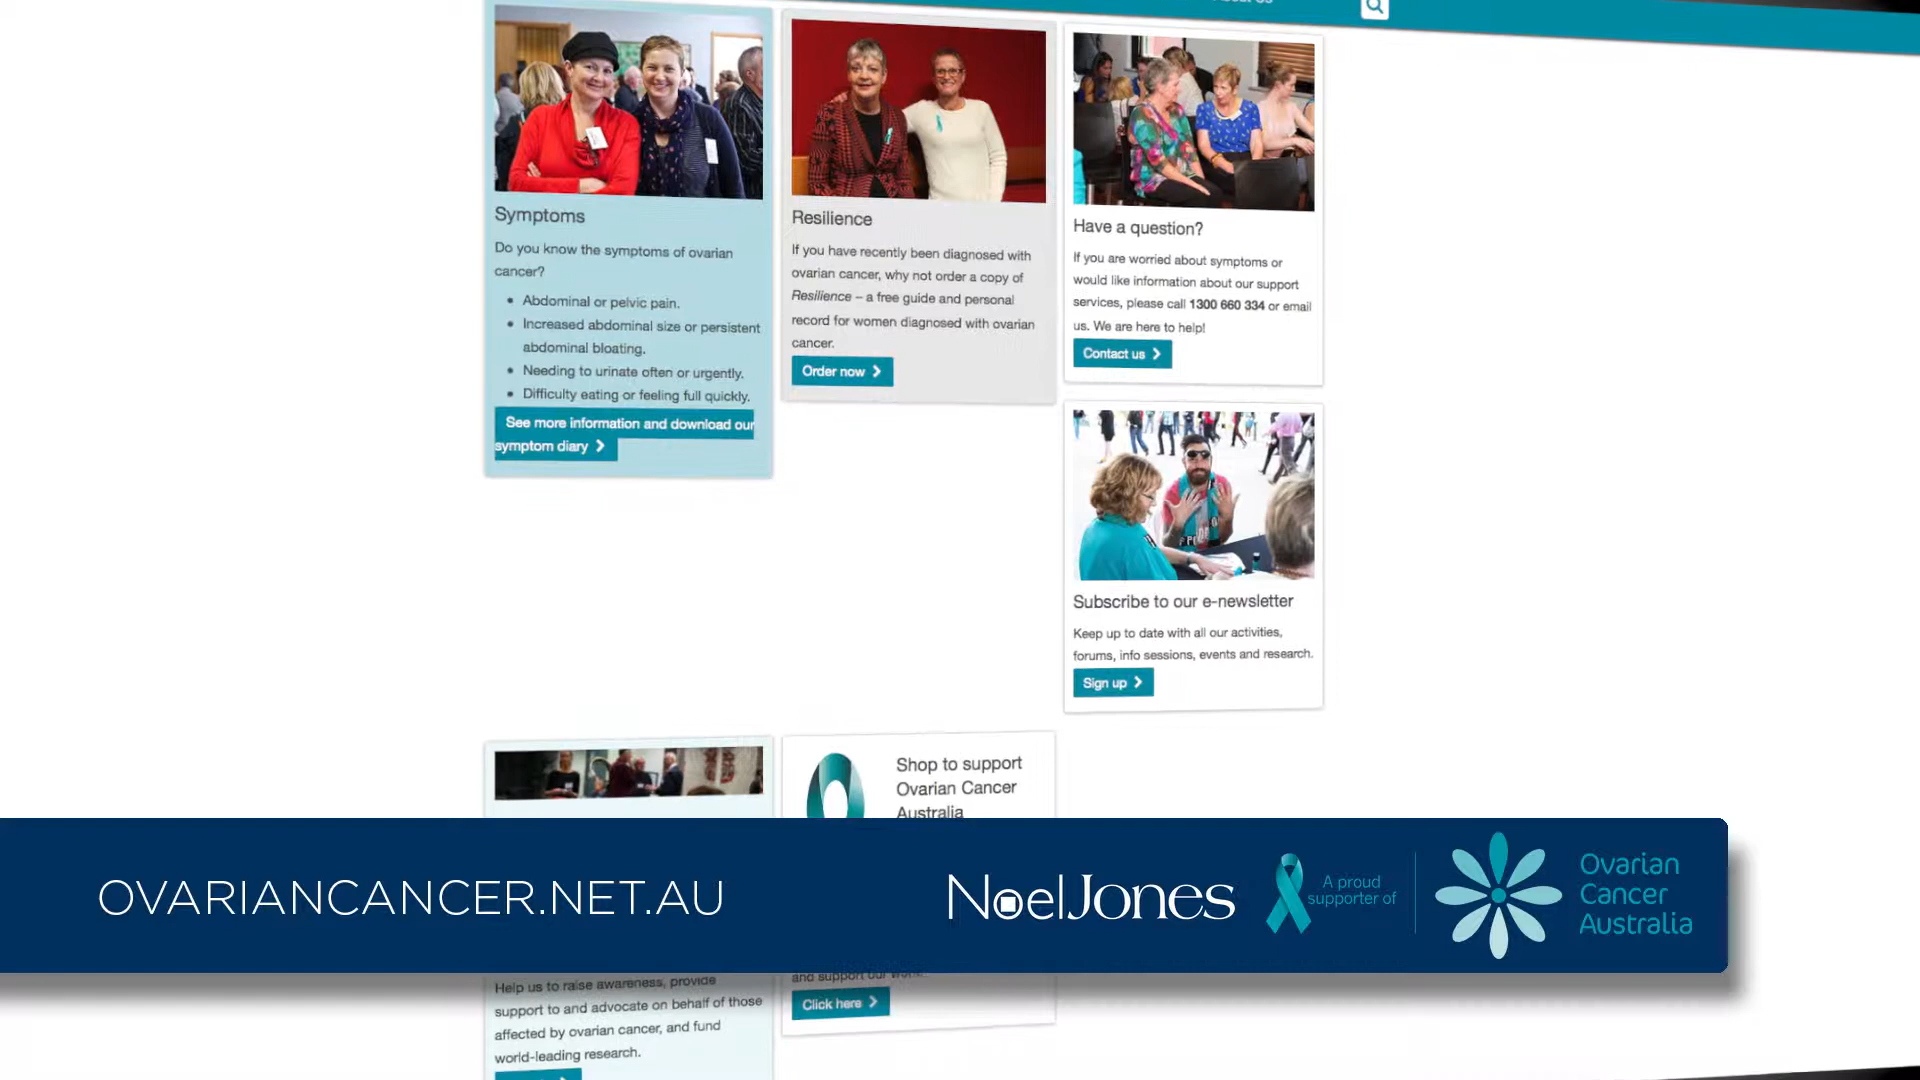 About Us
Symptoms
Do you know the symptoms of ovarian
cancer?
• Abdominal or pelvic pain.
• Increased abdominal size or persistent
abdominal bloating.
• Needing to urinate often or urgently.
• Difficulty eating or feeling full quickly.
See more information and download our
symptom diary
Resilience
If you have recently been diagnosed with
ovarian cancer, why not order a copy of
Resilience – a free guide and personal
record for women diagnosed with ovarian
cancer.
Order now
Have a question?
If you are worried about symptoms or
would like information about our support
services, please call 1300 660 334 or email
us. We are here to help!
Contact us
Subscribe to our e-newsletter
Keep up to date with all our activities,
forums, info sessions, events and research.
Sign up
Shop to support
Ovarian Cancer
Australia
OVARIANCANCER.NET.AU
NoelJones
A proud
supporter of
Ovarian
Cancer
Australia
Help us to raise awareness, provide
support to and advocate on behalf of those
affected by ovarian cancer, and fund
world-leading research.
and support our work.
Click here